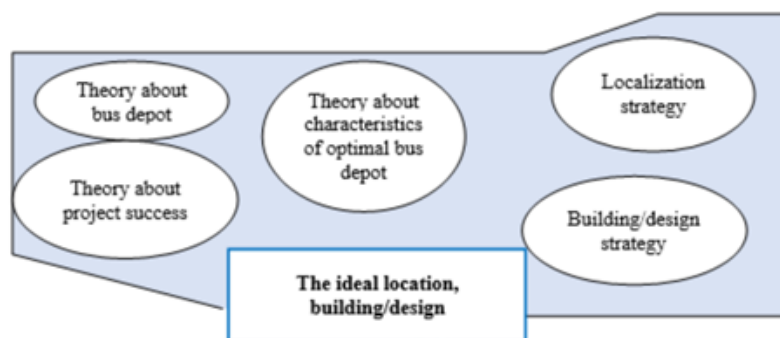 Theory about
bus depot
Theory about
project success
Theory about
characteristics
of optimal bus
depot
Localization
strategy
Building/design
strategy
The ideal location,
building/design